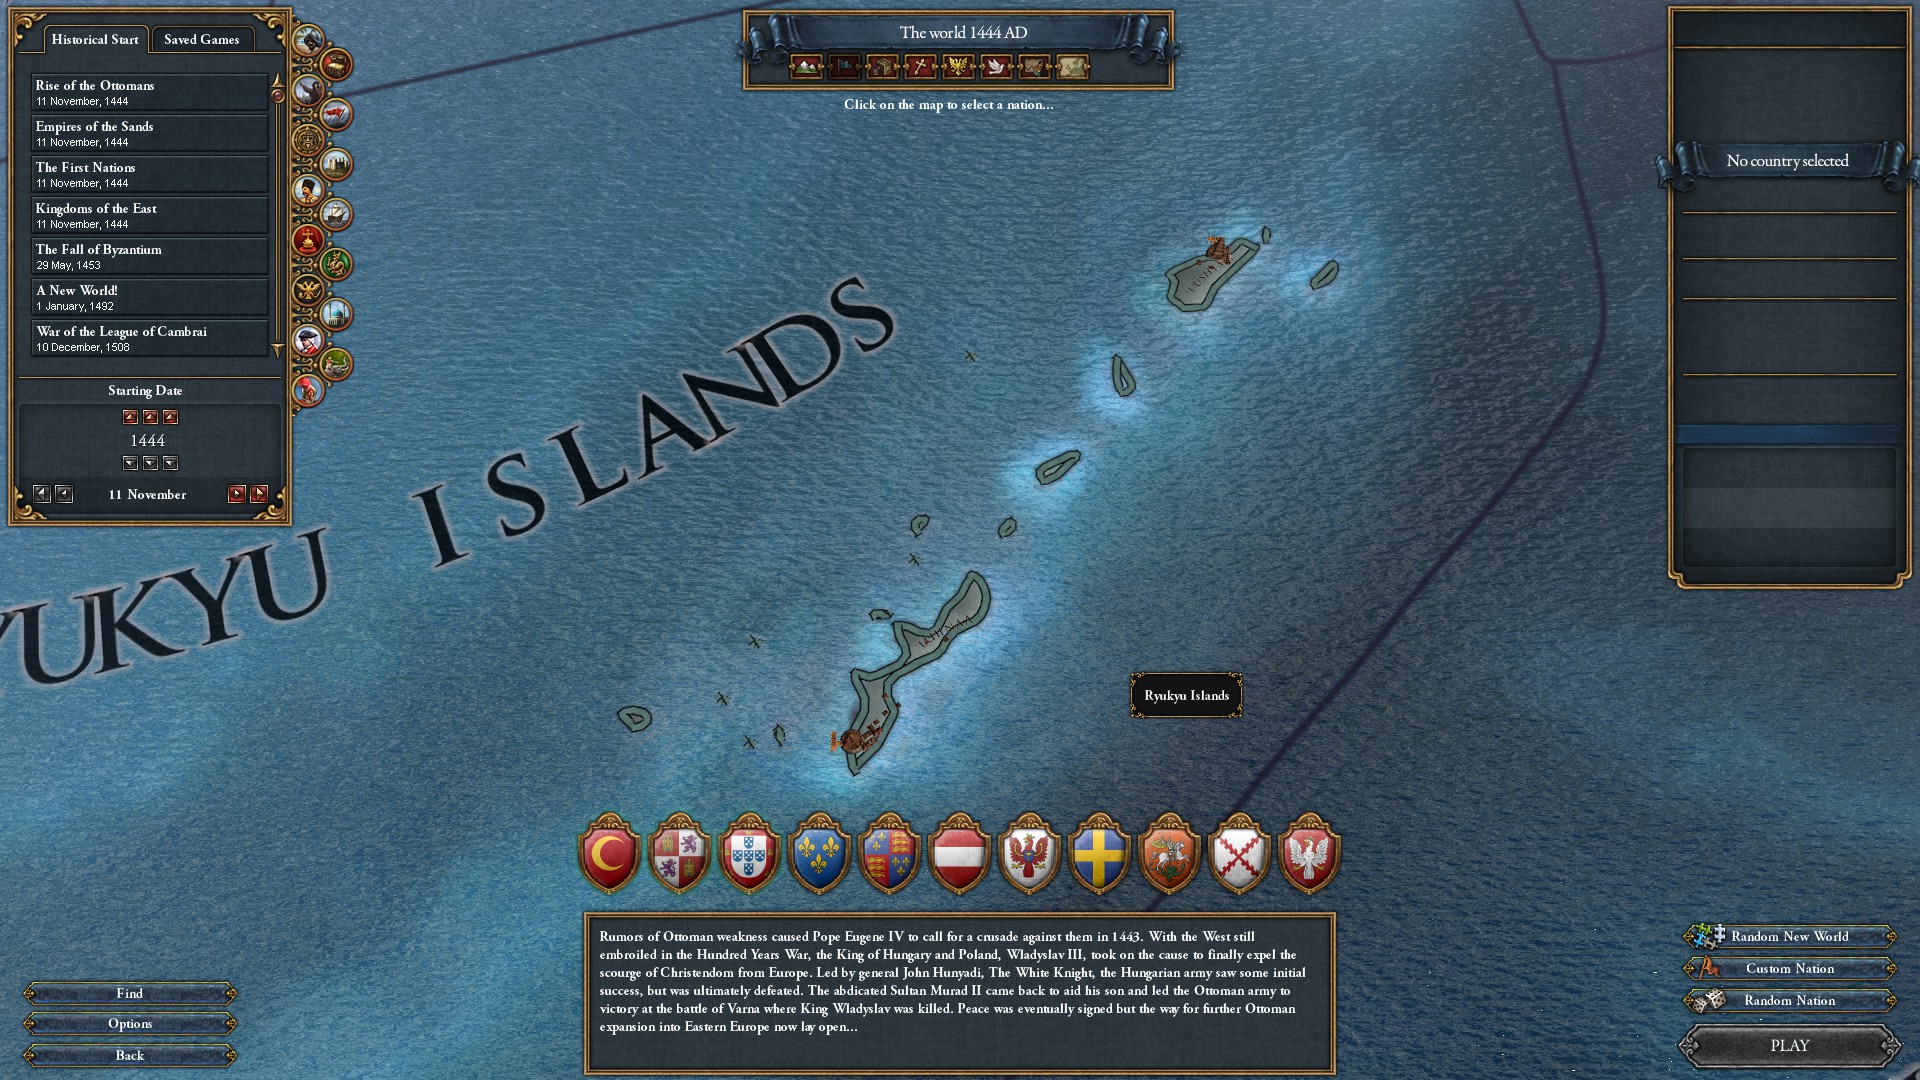 Historical Start
Saved Games
Rise of the Ottomans
11 November, 1444
Empires of the Sands
11 November, 1444
The First Nations
11 November, 1444
Kingdoms of the East
11 November, 1444
The Fall of Byzantium
29 May, 1453
A New World!
1 January, 1492
War of the League of Cambrai
10 December, 1508
Starting Date
1444
11 November
The world 1444 AD
Click on the map to select a nation...
No country selected
YUKYU ISLANDS
Ryukyu Islands
Rumors of Ottoman weakness caused Pope Eugene IV to call for a crusade against them in 1443. With the West still
embroiled in the Hundred Years War, the King of Hungary and Poland, Wladyslav III, took on the cause to finally expel the
scourge of Christendom from Europe. Led by general John Hunyadi, The White Knight, the Hungarian army saw some initial
success, but was ultimately defeated. The abdicated Sultan Murad II came back to aid his son and led the Ottoman army to
victory at the battle of Varna where King Wladyslav was killed. Peace was eventually signed but the way for further Ottoman
expansion into Eastern Europe now lay open...
Find
Options
Back
Random New World
Custom Nation
Random Nation
PLAY